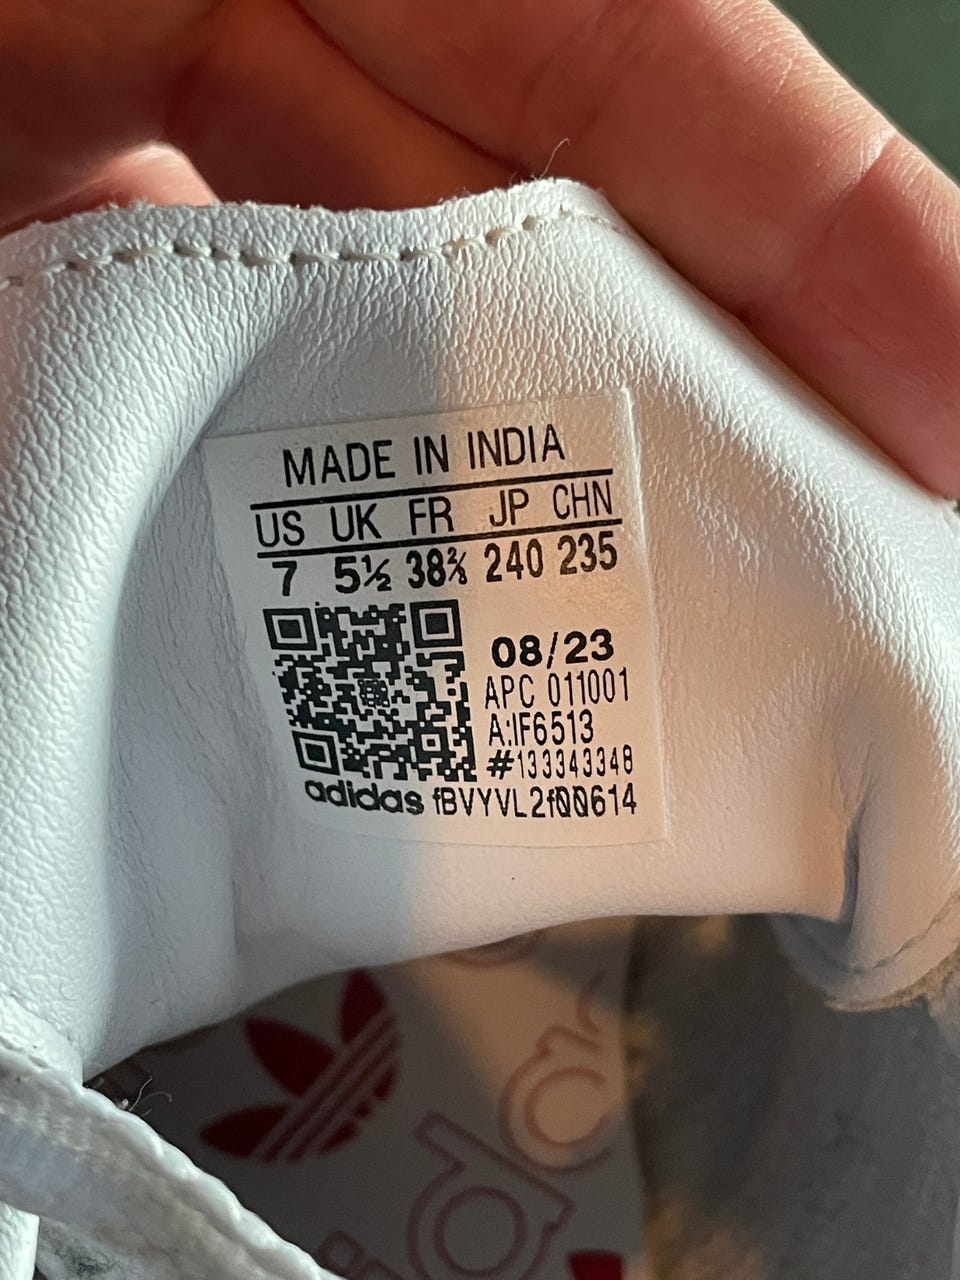 MADE IN INDIA
US UK FR JP CHN
7 5½ 38⅔ 240 235
08/23
APC 011001
A:IF6513
#133343348
adidas fBVYVL2f00614